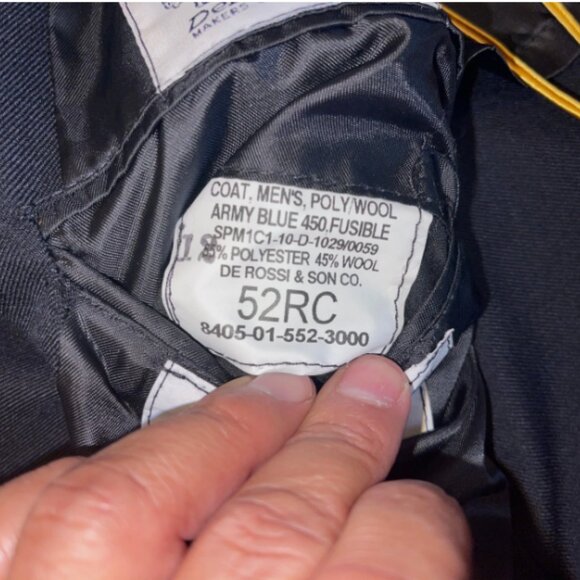 MAKERS
COAT, MEN'S, POLY/WOOL
ARMY BLUE 450.FUSIBLE
SPM1C1-10-D-1029/0059
% POLYESTER 45% WOOL
DE ROSSI & SON CO.
52RC
8405-01-552-3000